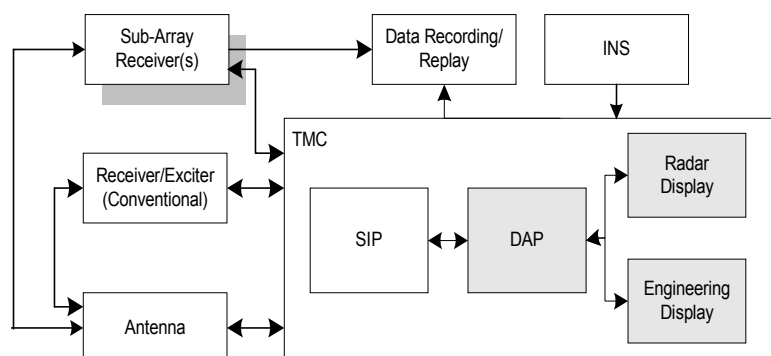 Sub-Array
Receiver(s)
Data Recording/
Replay
INS
TMC
Receiver/Exciter
(Conventional)
SIP
DAP
Radar
Display
Engineering
Display
Antenna